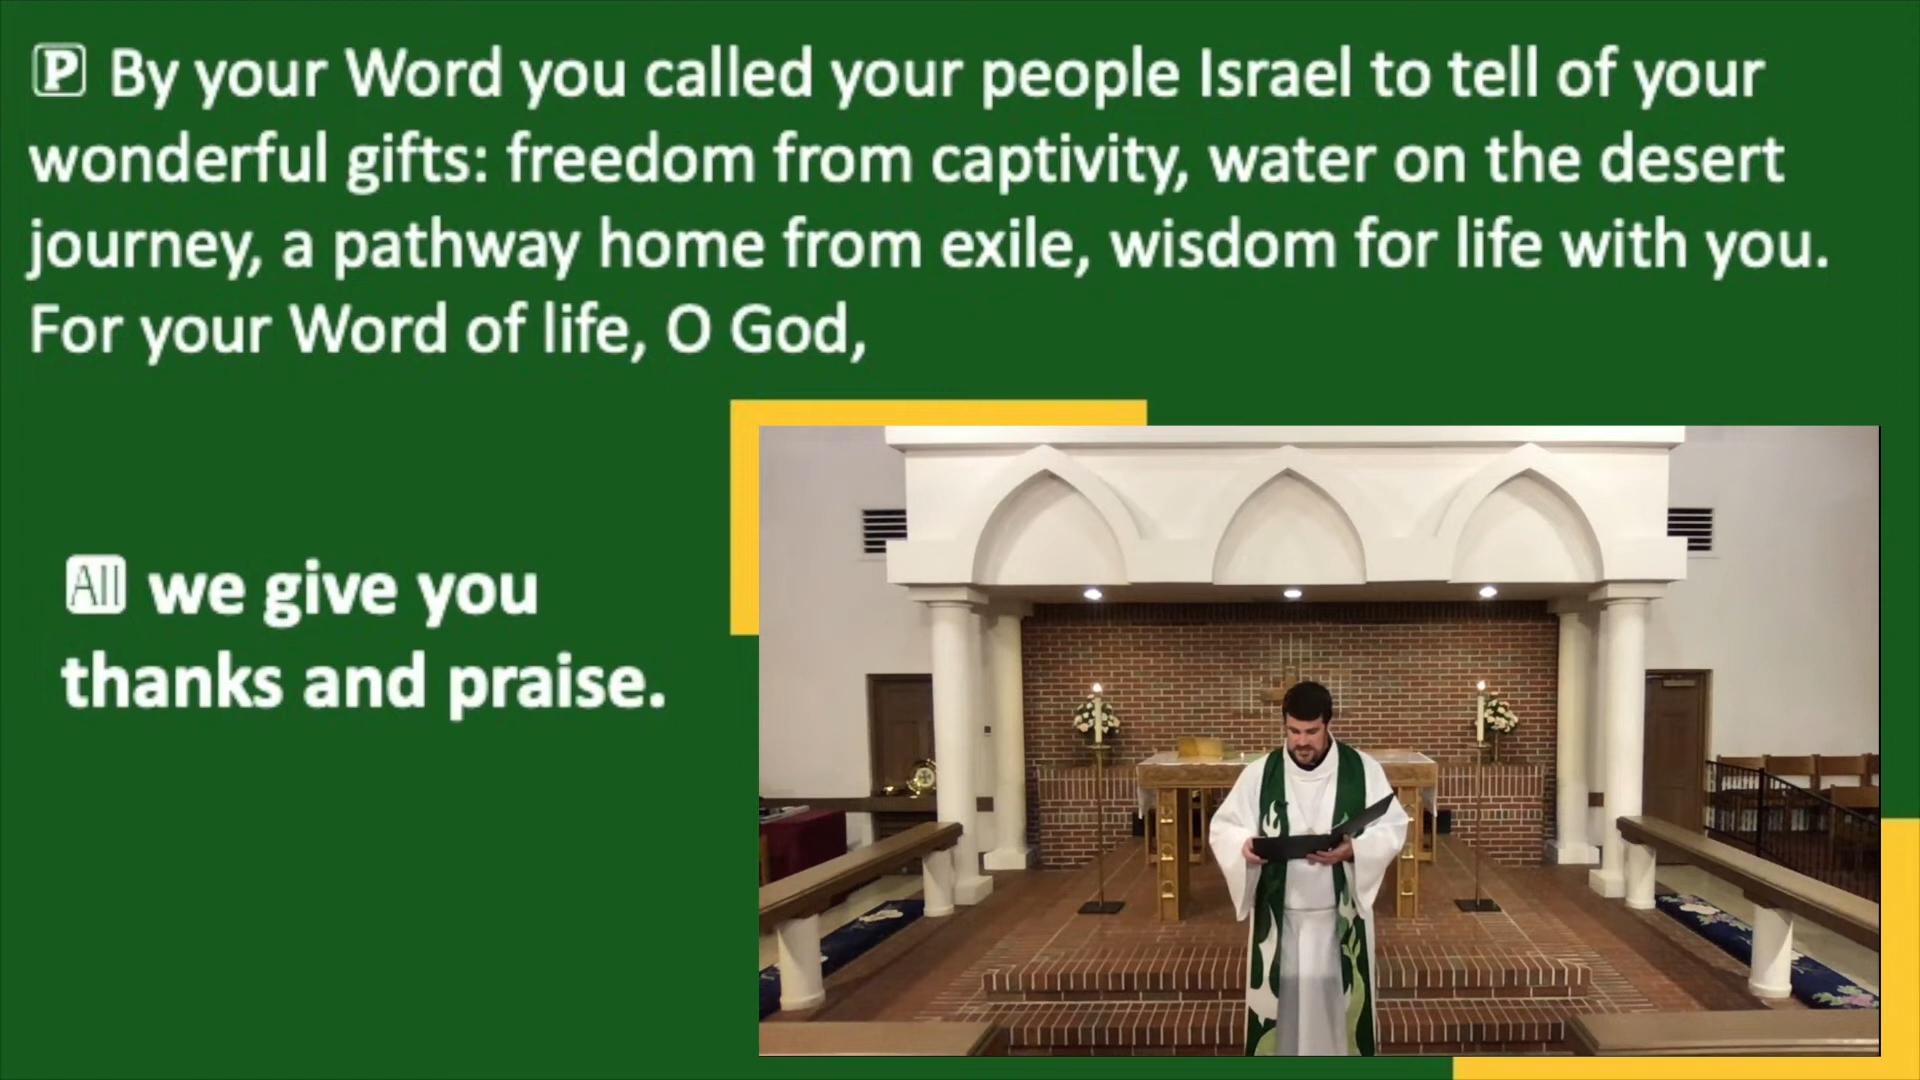 P By your Word you called your people Israel to tell of your
wonderful gifts: freedom from captivity, water on the desert
journey, a pathway home from exile, wisdom for life with you.
For your Word of life, O God,
All we give you
thanks and praise.